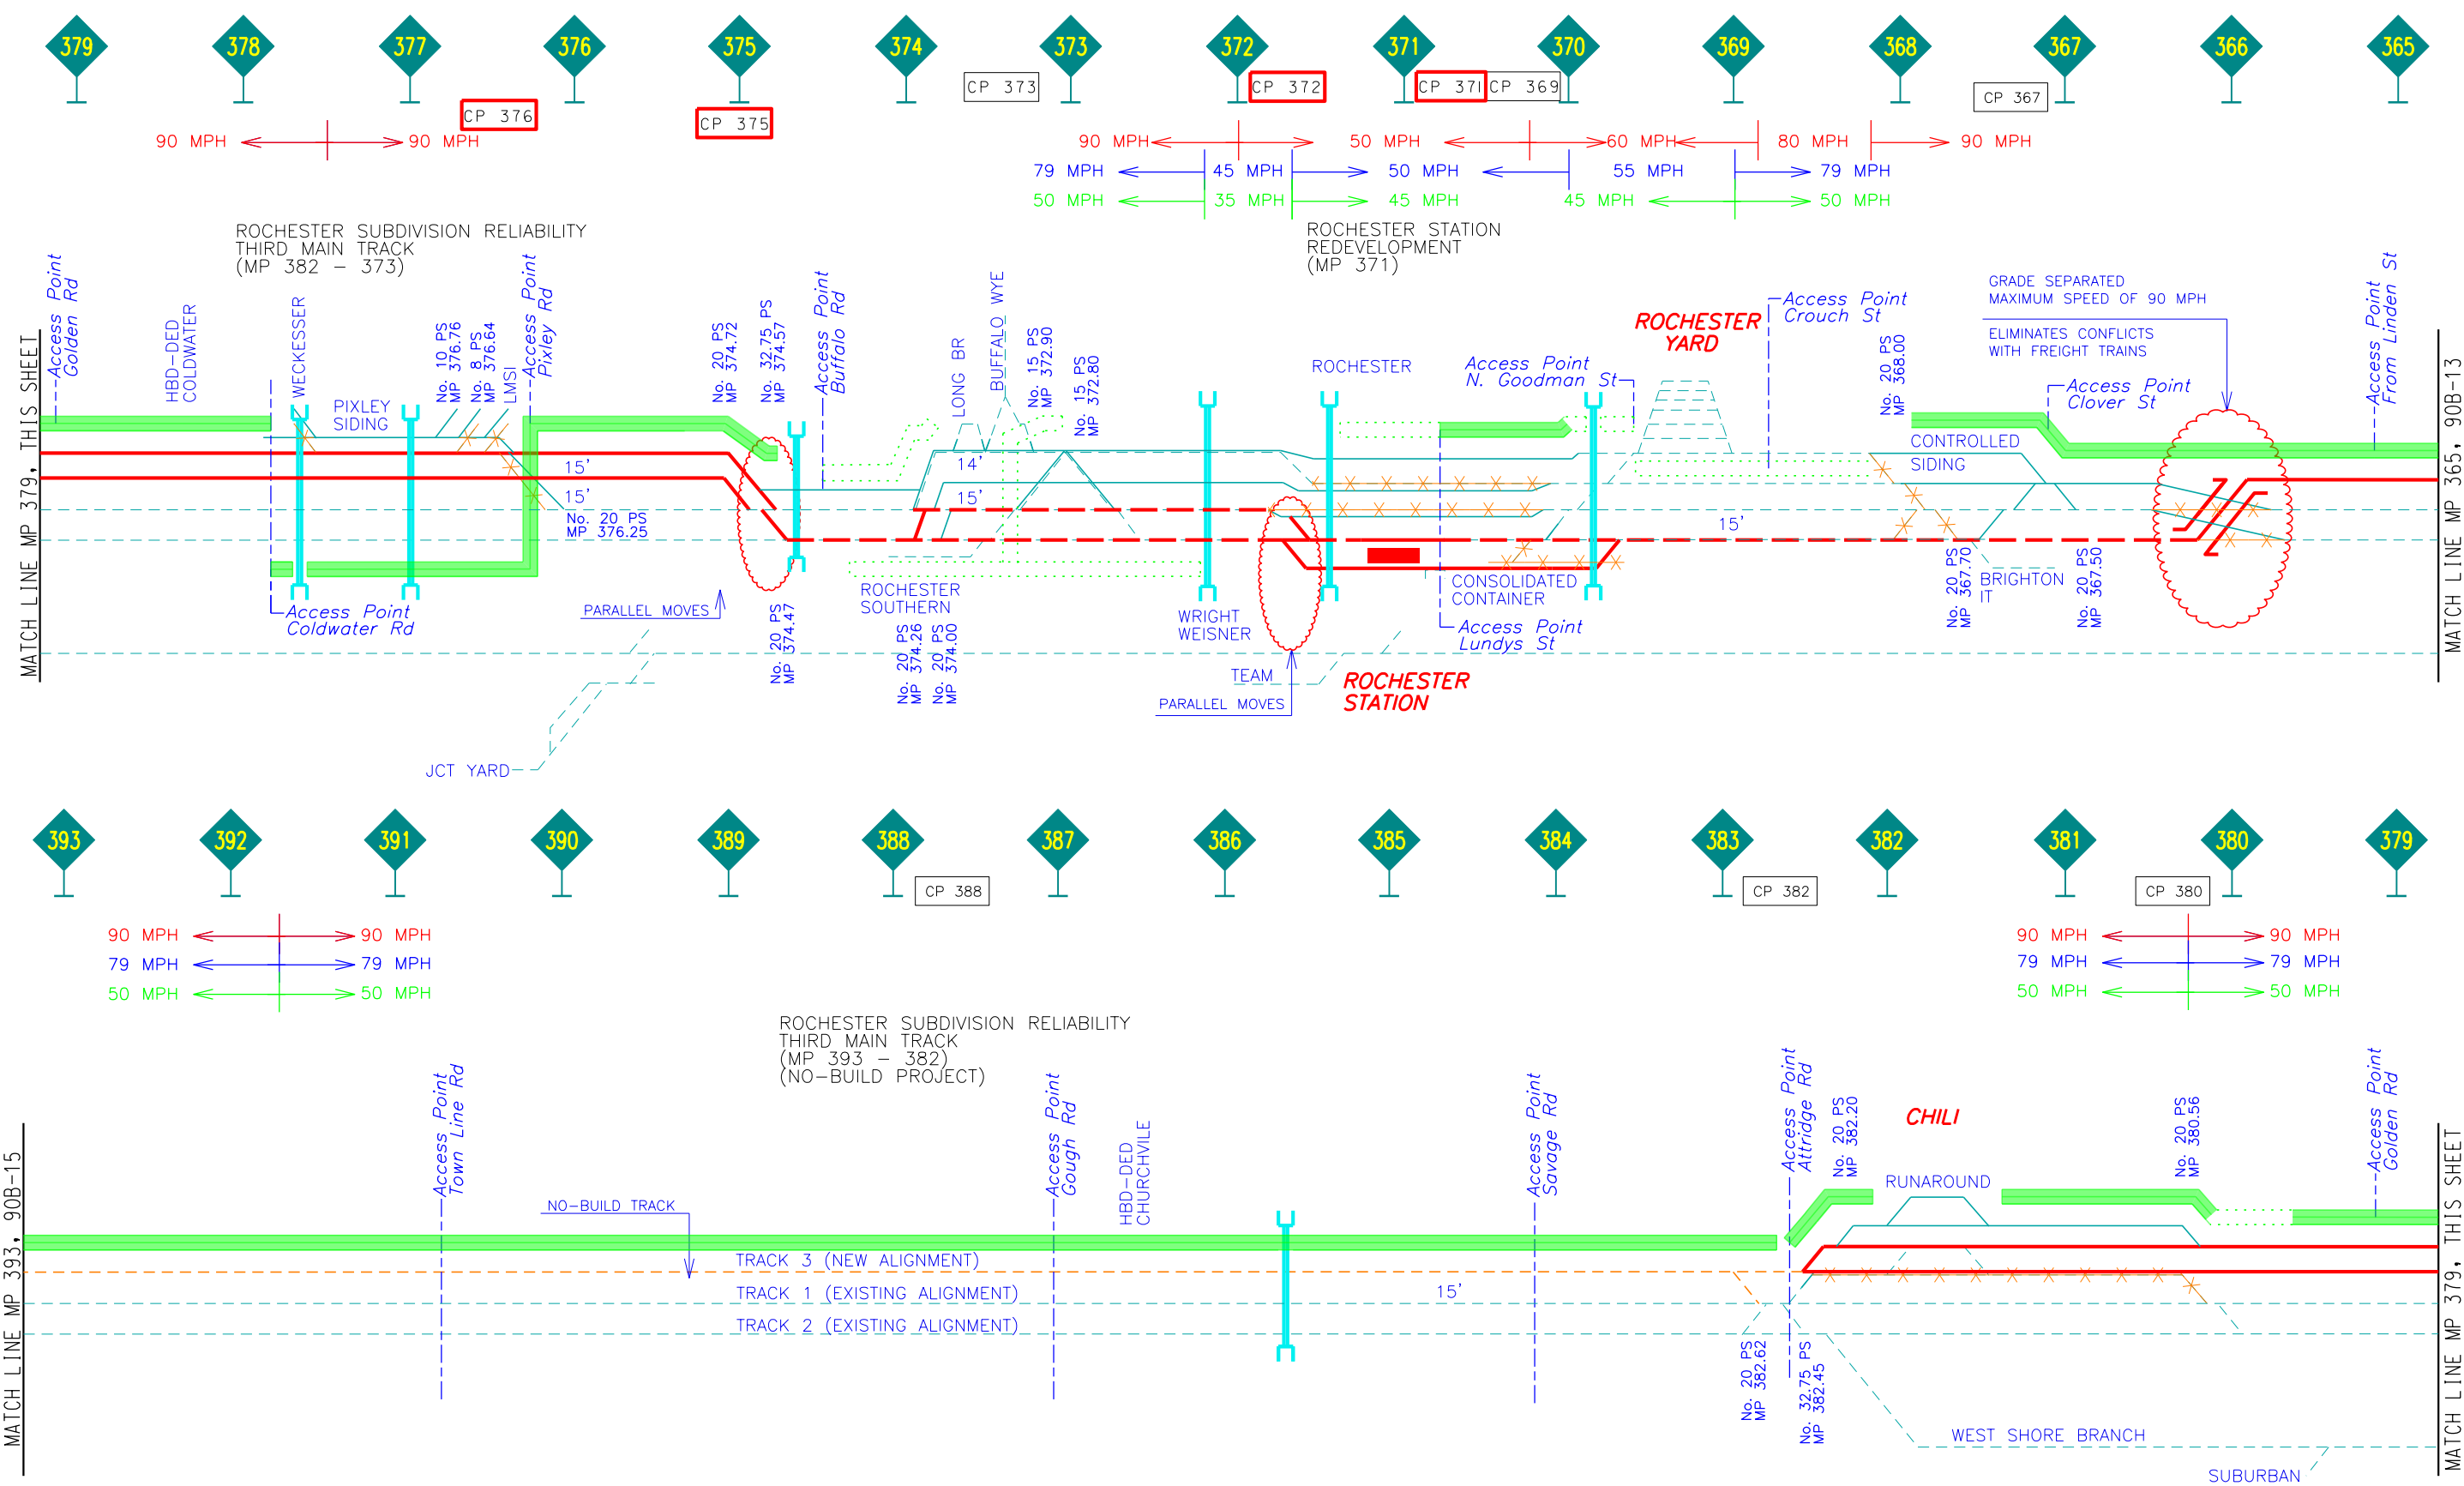 379 378 377 376 375 374 373 372 371 370 369 368 367 366 365
CP 376
CP 375
CP 373
CP 372
CP 371
CP 369
CP 367
90 MPH 90 MPH
90 MPH 50 MPH 60 MPH 80 MPH 90 MPH
79 MPH 45 MPH 50 MPH 55 MPH 79 MPH
50 MPH 35 MPH 45 MPH 45 MPH 50 MPH
ROCHESTER SUBDIVISION RELIABILITY
THIRD MAIN TRACK
(MP 382 - 373)
ROCHESTER STATION
REDEVELOPMENT
(MP 371)
MATCH LINE MP 379, THIS SHEET
Access Point
Golden Rd
HBD-DED
COLDWATER
WECKESSER
PIXLEY
SIDING
No. 10 PS
MP 376.76
No. 8 PS
MP 376.64
LMSI
Access Point
Pixley Rd
15'
15'
No. 20 PS
MP 376.25
Access Point
Coldwater Rd
No. 20 PS
MP 374.72
No. 32.75 PS
MP 374.57
Access Point
Buffalo Rd
PARALLEL MOVES
No. 20 PS
MP 374.47
JCT YARD
LONG BR
BUFFALO WYE
No. 15 PS
MP 372.90
No. 15 PS
MP 372.80
14'
15'
ROCHESTER
SOUTHERN
No. 20 PS
MP 374.26
No. 20 PS
MP 374.00
WRIGHT
WEISNER
TEAM
PARALLEL MOVES
ROCHESTER
Access Point
N. Goodman St
ROCHESTER
YARD
Access Point
Crouch St
CONSOLIDATED
CONTAINER
Access Point
Lundys St
ROCHESTER
STATION
15'
No. 20 PS
MP 368.00
GRADE SEPARATED
MAXIMUM SPEED OF 90 MPH
ELIMINATES CONFLICTS
WITH FREIGHT TRAINS
Access Point
Clover St
CONTROLLED
SIDING
No. 20 PS
MP 367.70
BRIGHTON
IT
No. 20 PS
MP 367.50
Access Point
From Linden St
MATCH LINE MP 365, 90B-13
393 392 391 390 389 388 387 386 385 384 383 382 381 380 379
CP 388
CP 382
CP 380
90 MPH 90 MPH
79 MPH 79 MPH
50 MPH 50 MPH
90 MPH 90 MPH
79 MPH 79 MPH
50 MPH 50 MPH
ROCHESTER SUBDIVISION RELIABILITY
THIRD MAIN TRACK
(MP 393 - 382)
(NO-BUILD PROJECT)
MATCH LINE MP 393, 90B-15
Access Point
Town Line Rd
NO-BUILD TRACK
TRACK 3 (NEW ALIGNMENT)
TRACK 1 (EXISTING ALIGNMENT)
TRACK 2 (EXISTING ALIGNMENT)
Access Point
Gough Rd
HBD-DED
CHURCHVILE
15'
Access Point
Savage Rd
No. 20 PS
MP 382.62
Access Point
Attridge Rd
No. 32.75 PS
MP 382.45
No. 20 PS
MP 382.20
CHILI
RUNAROUND
No. 20 PS
MP 380.56
Access Point
Golden Rd
WEST SHORE BRANCH
SUBURBAN
MATCH LINE MP 379, THIS SHEET